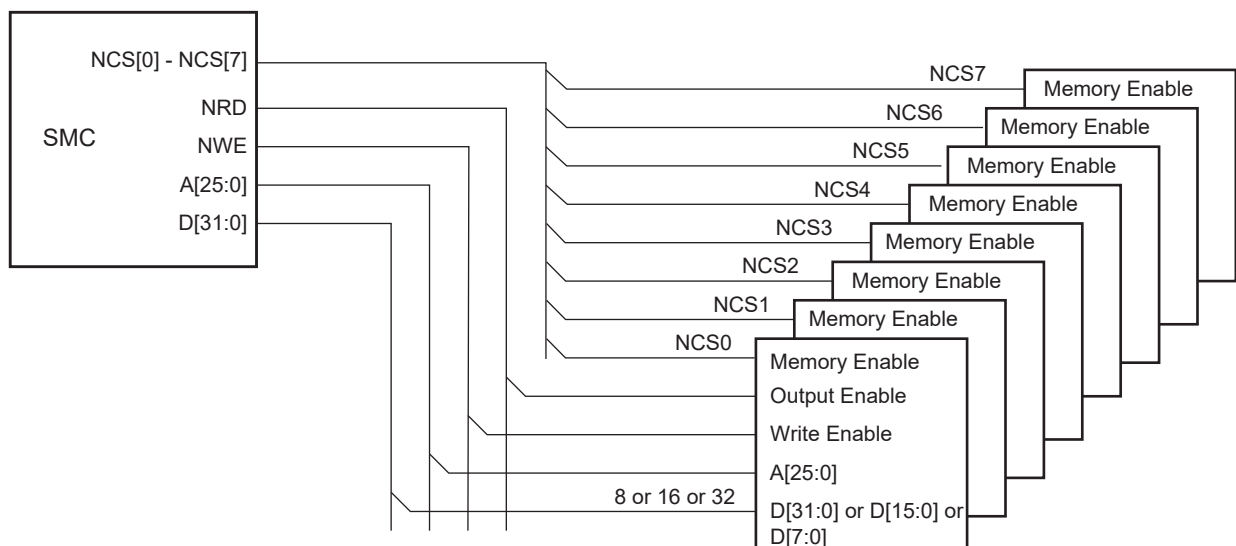 NCS[0] - NCS[7]
NRD
SMC
NWE
A[25:0]
D[31:0]
NCS7
Memory Enable
NCS6
Memory Enable
NCS5
Memory Enable
NCS4
Memory Enable
NCS3
Memory Enable
NCS2
Memory Enable
NCS1
Memory Enable
NCS0
Memory Enable
Output Enable
Write Enable
A[25:0]
8 or 16 or 32
D[31:0] or D[15:0] or
D[7:0]